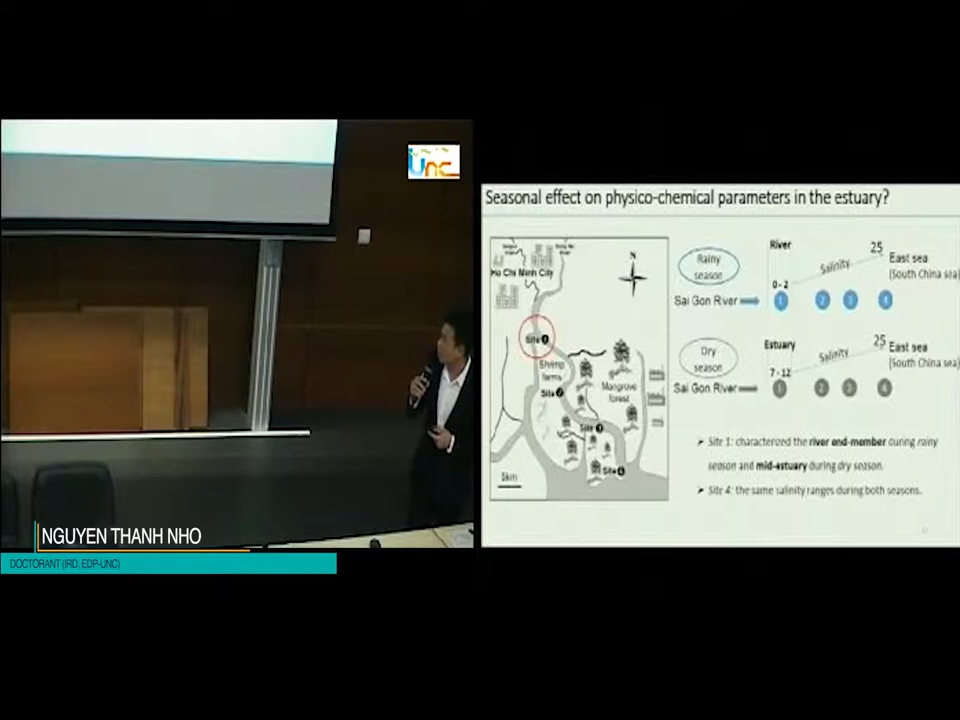 Unc
NGUYEN THANH NHO
DOCTORANT (IRD, EDP-UNC)
Seasonal effect on physico-chemical parameters in the estuary?
Ho Chi Minh City
N
Site 1
Shrimp
farms
Site 2
Mangrove
forest
Site 3
Site 4
5km
Rainy
season
River
Salinity
25
0 - 2
East sea
(South China sea)
Sai Gon River
1
2
3
4
Dry
season
Estuary
Salinity
25
7 - 12
East sea
(South China sea)
Sai Gon River
1
2
3
4
➢ Site 1: characterized the river end-member during rainy
season and mid-estuary during dry season.
➢ Site 4: the same salinity ranges during both seasons.